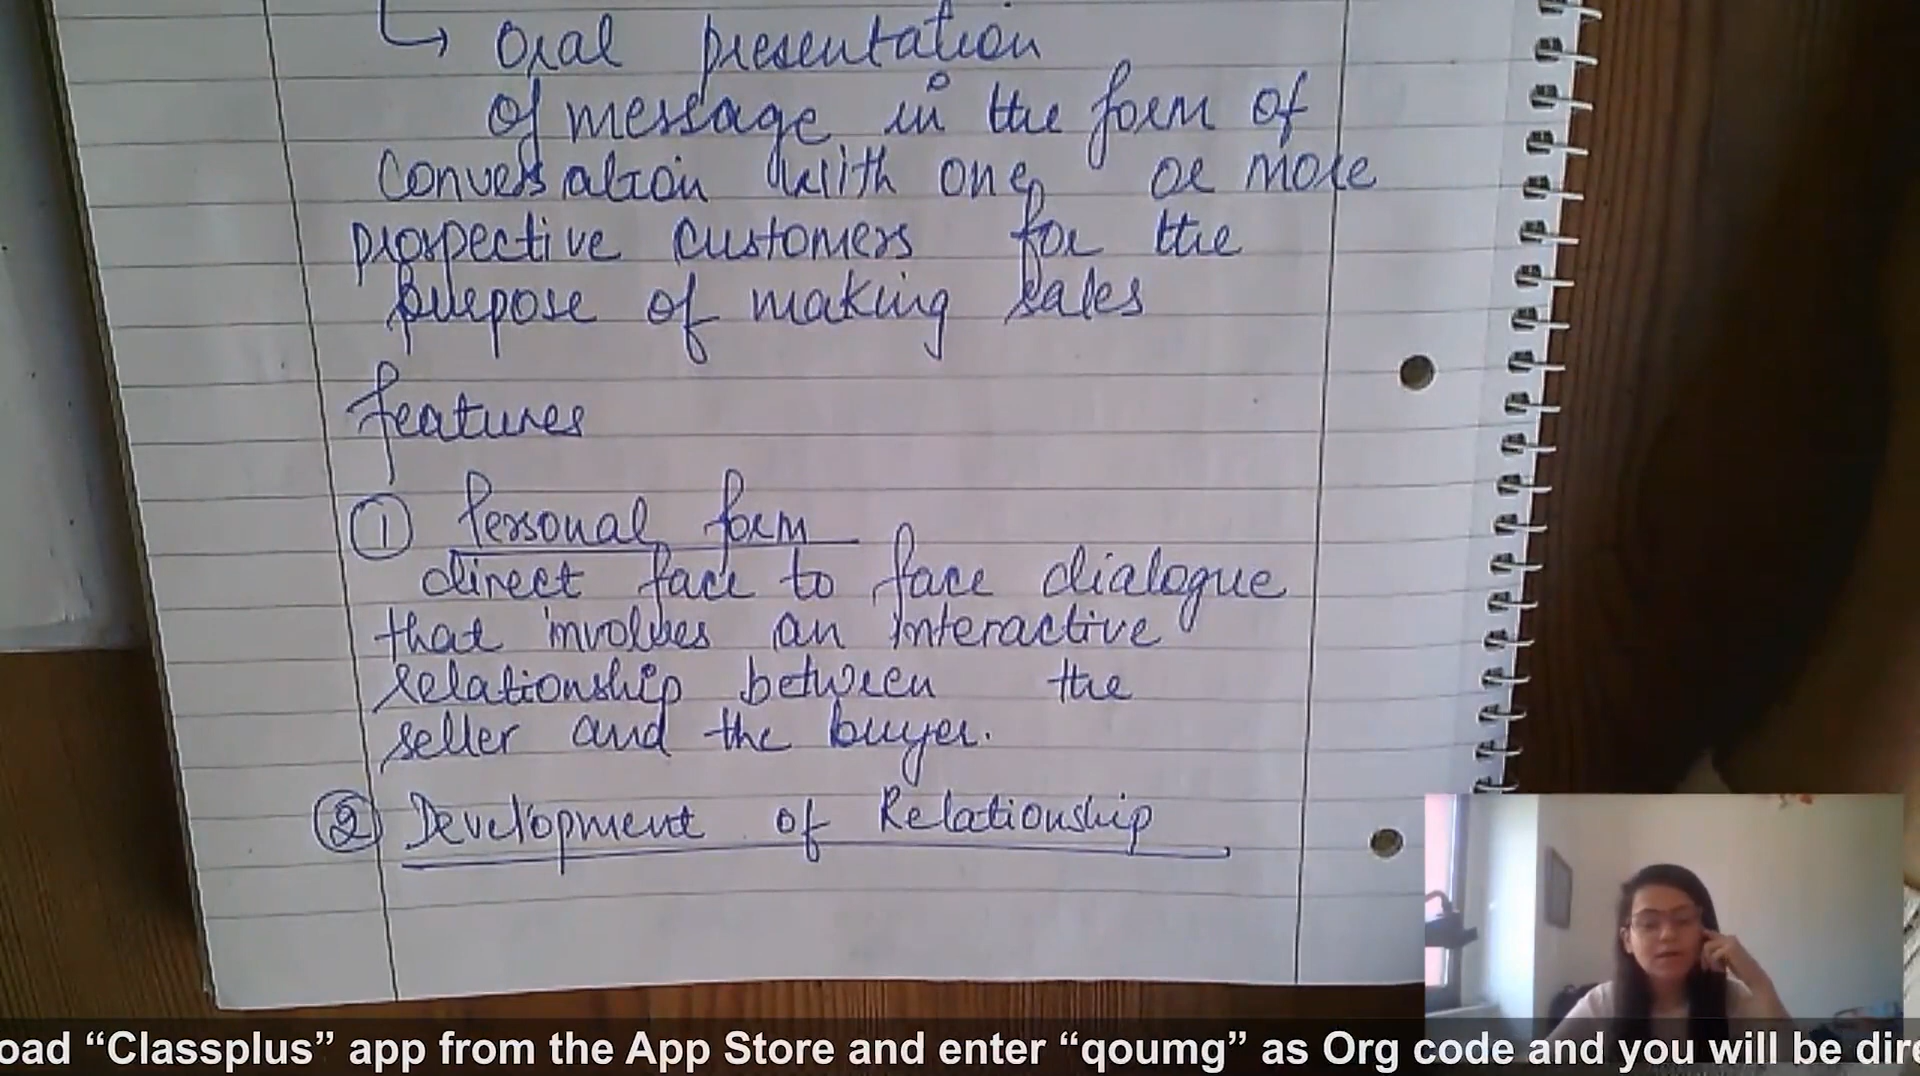 ↳ Oral presentation
of message in the form of
conversation with one or more
prospective customers for the
purpose of making sales
features
① Personal form
direct face to face dialogue
that involves an interactive
relationship between the
seller and the buyer.
② Development of Relationship
oad “Classplus” app from the App Store and enter “qoumg” as Org code and you will be dire